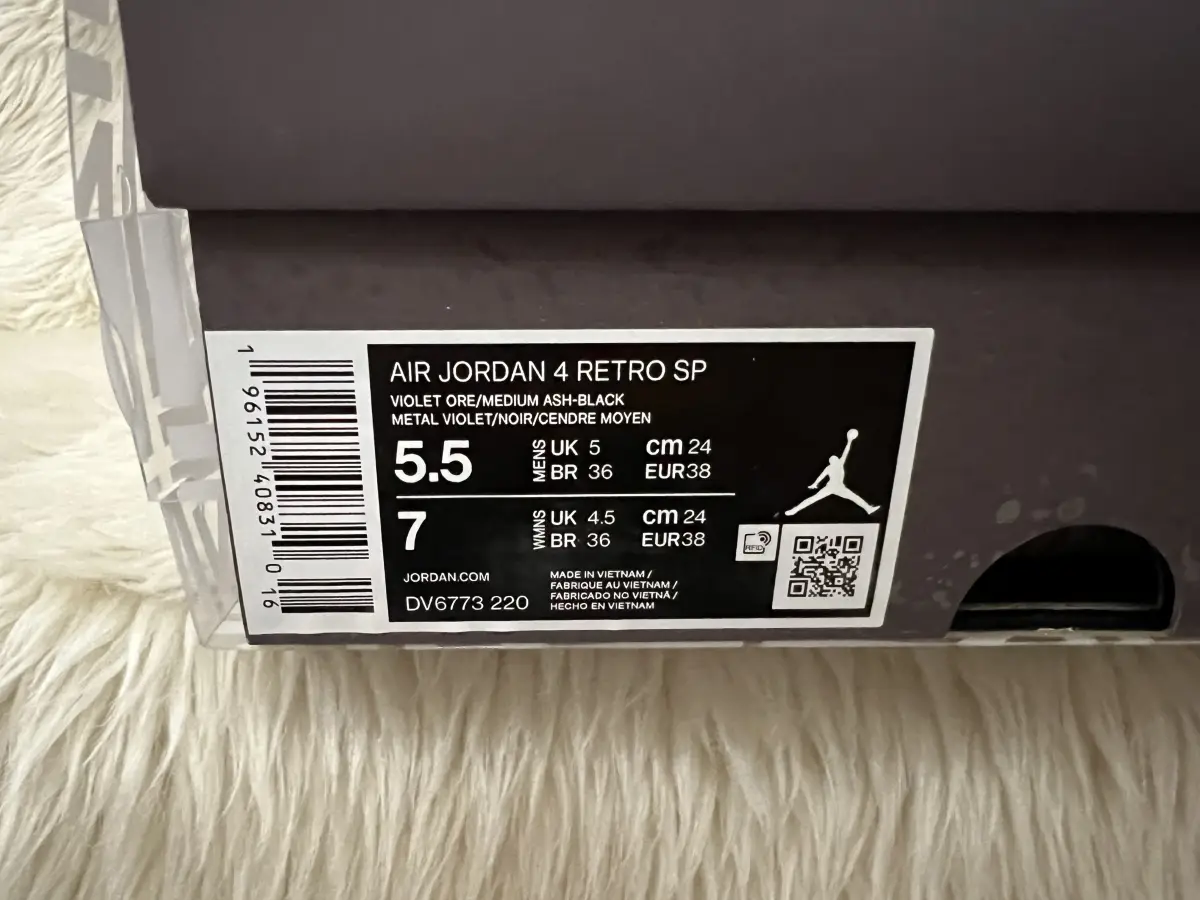 1 96152 40831 0 16
AIR JORDAN 4 RETRO SP
VIOLET ORE/MEDIUM ASH-BLACK
METAL VIOLET/NOIR/CENDRE MOYEN
5.5 MENS UK 5 cm 24
BR 36 EUR38
7 WMNS UK 4.5 cm 24
BR 36 EUR38
JORDAN.COM
DV6773 220
MADE IN VIETNAM /
FABRIQUE AU VIETNAM /
FABRICADO NO VIETNÃ /
HECHO EN VIETNAM
RFID